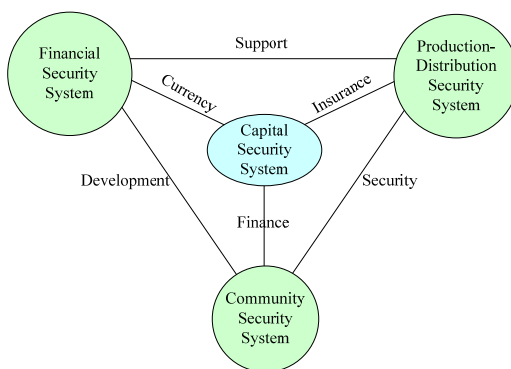 Financial
Security
System
Support
Production-
Distribution
Security
System
Currency
Insurance
Capital
Security
System
Development
Security
Finance
Community
Security
System